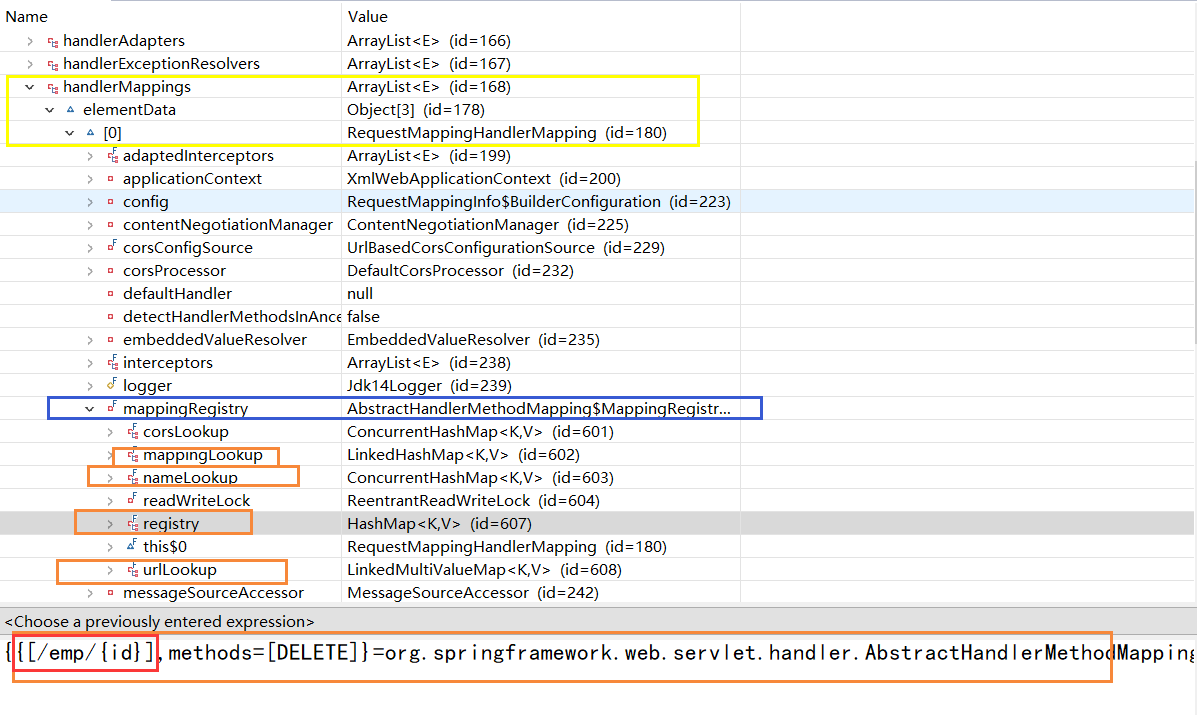 Name Value
handlerAdapters ArrayList<E> (id=166)
handlerExceptionResolvers ArrayList<E> (id=167)
handlerMappings ArrayList<E> (id=168)
elementData Object[3] (id=178)
[0] RequestMappingHandlerMapping (id=180)
adaptedInterceptors ArrayList<E> (id=199)
applicationContext XmlWebApplicationContext (id=200)
config RequestMappingInfo$BuilderConfiguration (id=223)
contentNegotiationManager ContentNegotiationManager (id=225)
corsConfigSource UrlBasedCorsConfigurationSource (id=229)
corsProcessor DefaultCorsProcessor (id=232)
defaultHandler null
detectHandlerMethodsInAnce false
embeddedValueResolver EmbeddedValueResolver (id=235)
interceptors ArrayList<E> (id=238)
logger Jdk14Logger (id=239)
mappingRegistry AbstractHandlerMethodMapping$MappingRegistr...
corsLookup ConcurrentHashMap<K,V> (id=601)
mappingLookup LinkedHashMap<K,V> (id=602)
nameLookup ConcurrentHashMap<K,V> (id=603)
readWriteLock ReentrantReadWriteLock (id=604)
registry HashMap<K,V> (id=607)
this$0 RequestMappingHandlerMapping (id=180)
urlLookup LinkedMultiValueMap<K,V> (id=608)
messageSourceAccessor MessageSourceAccessor (id=242)
<Choose a previously entered expression>
{{[/emp/{id}],methods=[DELETE]}=org.springframework.web.servlet.handler.AbstractHandlerMethodMapping